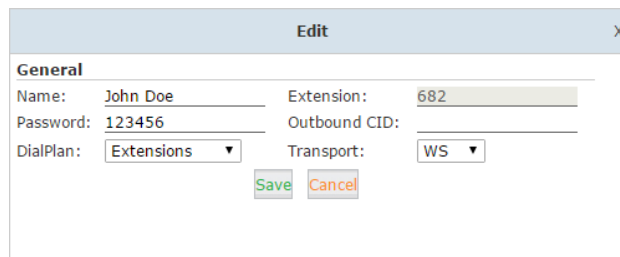 Edit X
General
Name: John Doe Extension: 682
Password: 123456 Outbound CID:
DialPlan: Extensions Transport: WS
Save Cancel